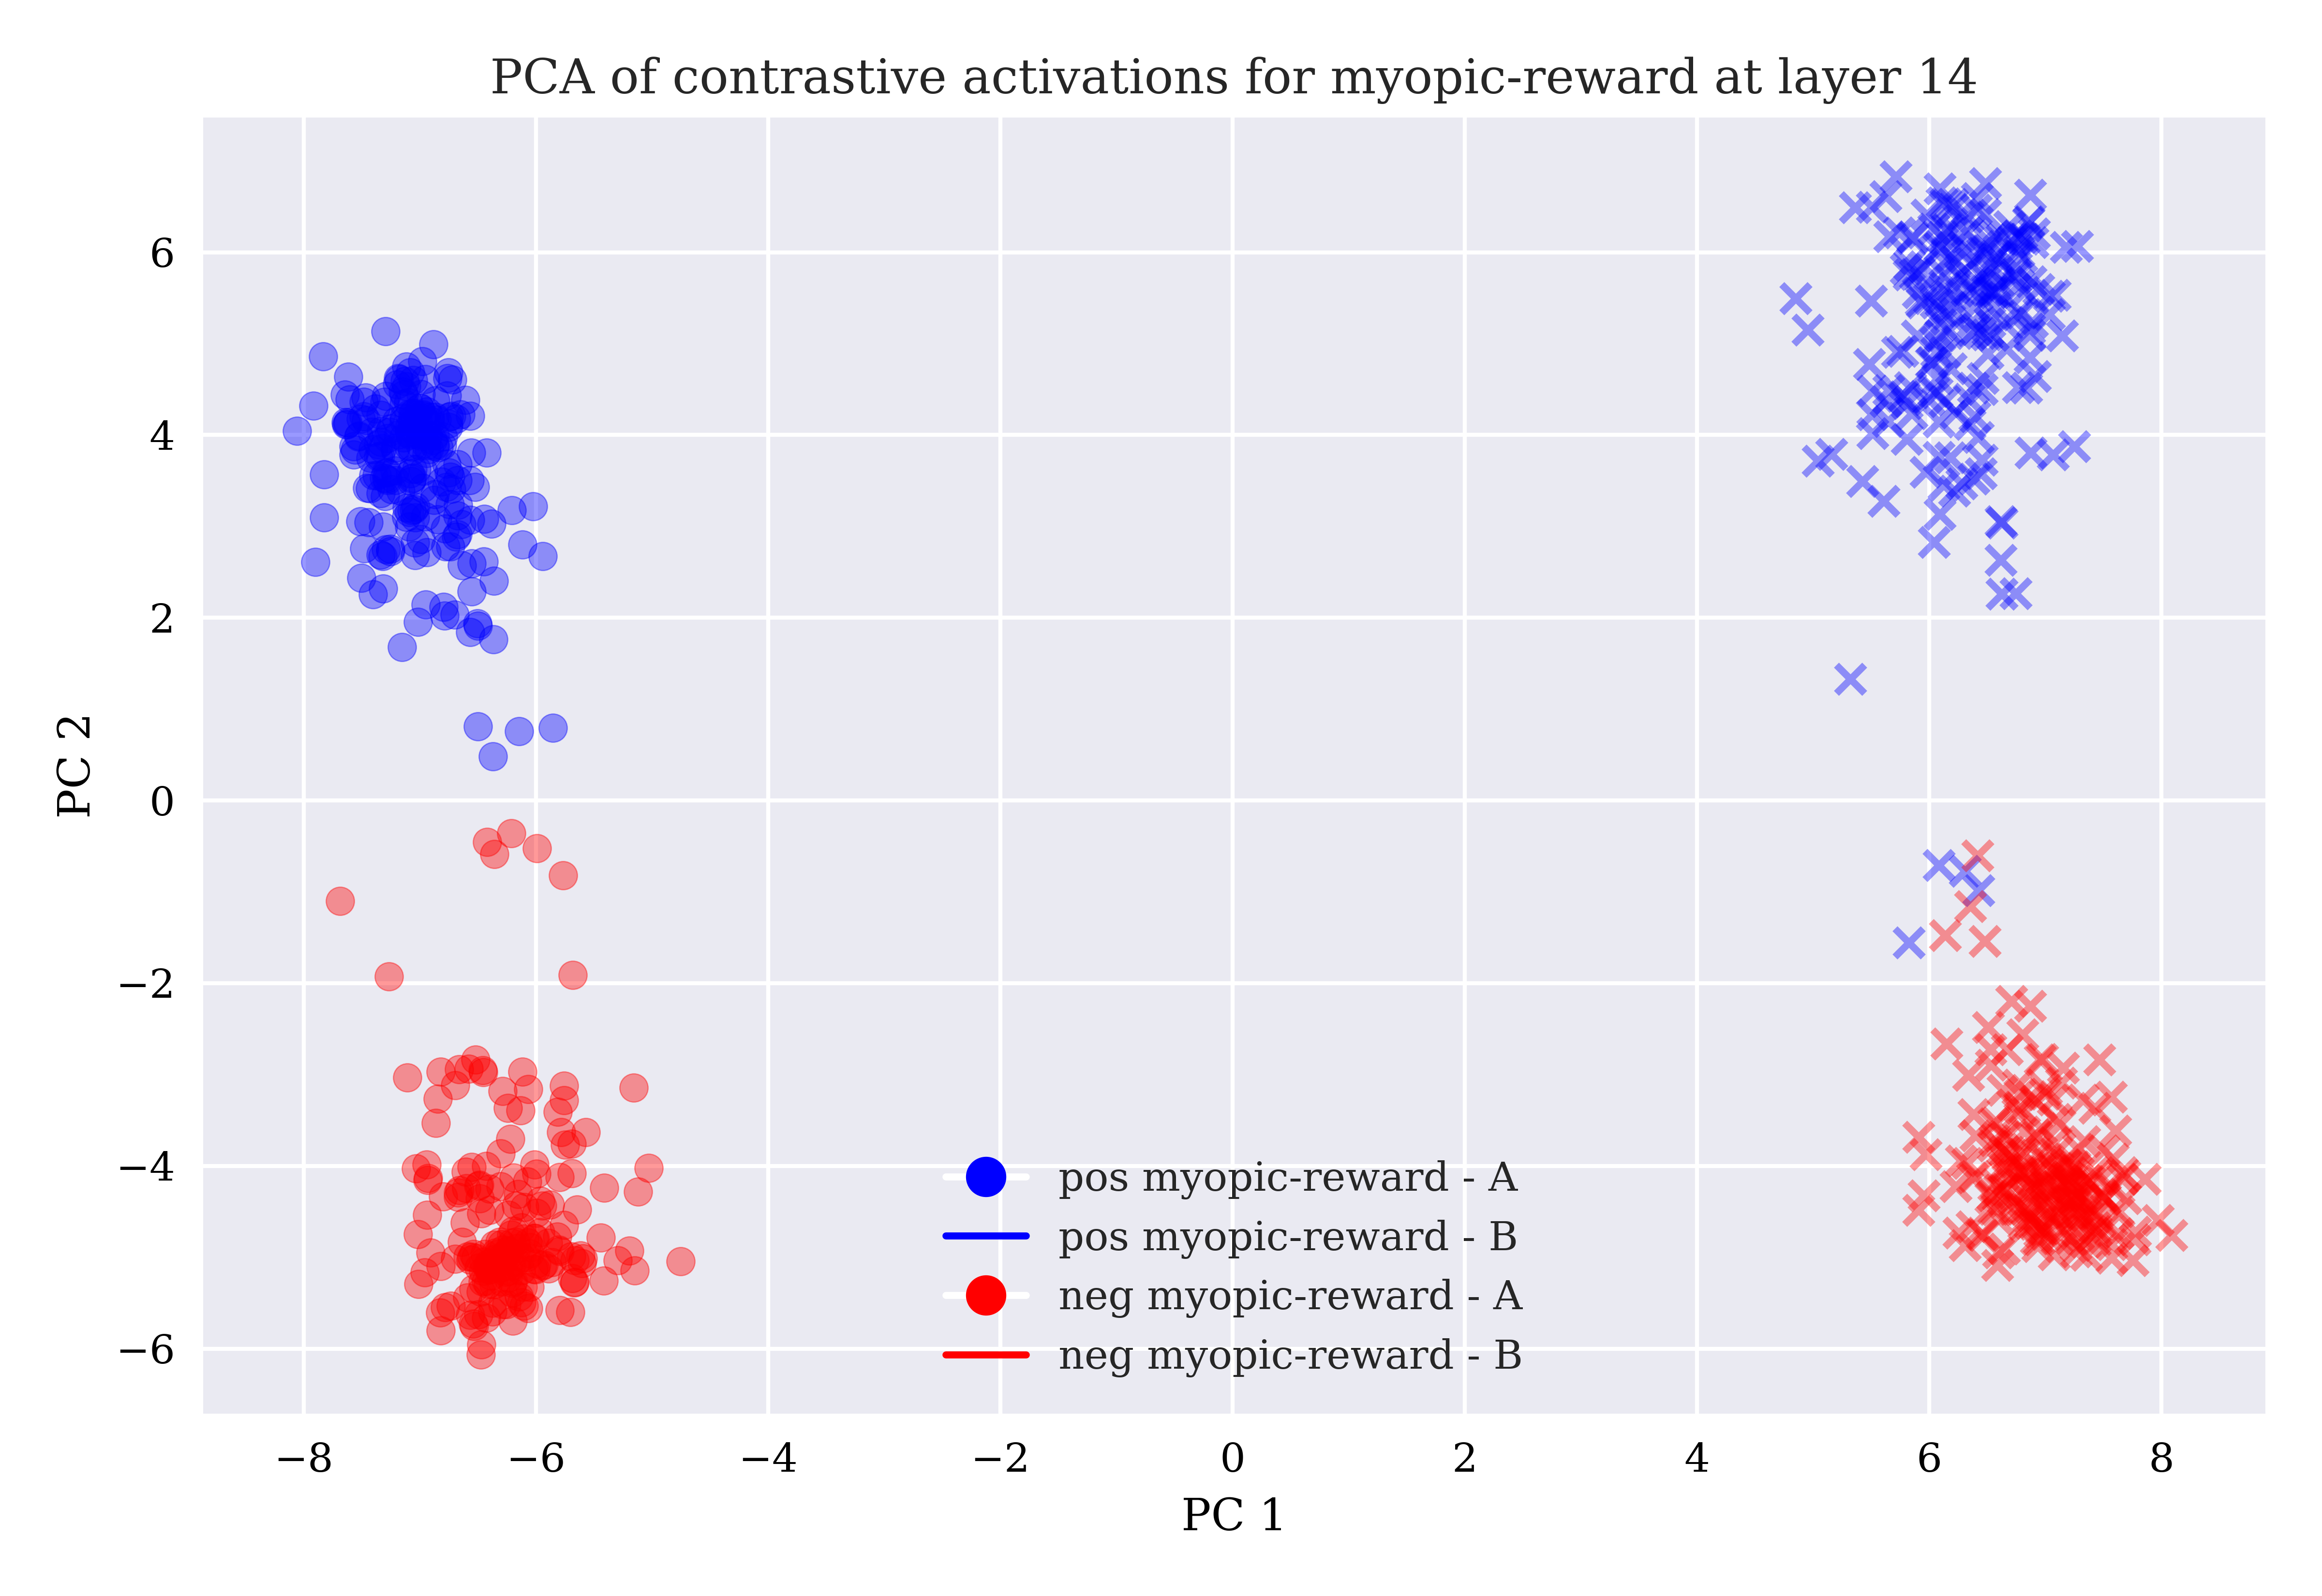 PCA of contrastive activations for myopic-reward at layer 14
PC 2
6
4
2
0
−2
−4
−6
pos myopic-reward - A
pos myopic-reward - B
neg myopic-reward - A
neg myopic-reward - B
−8 −6 −4 −2 0 2 4 6 8
PC 1